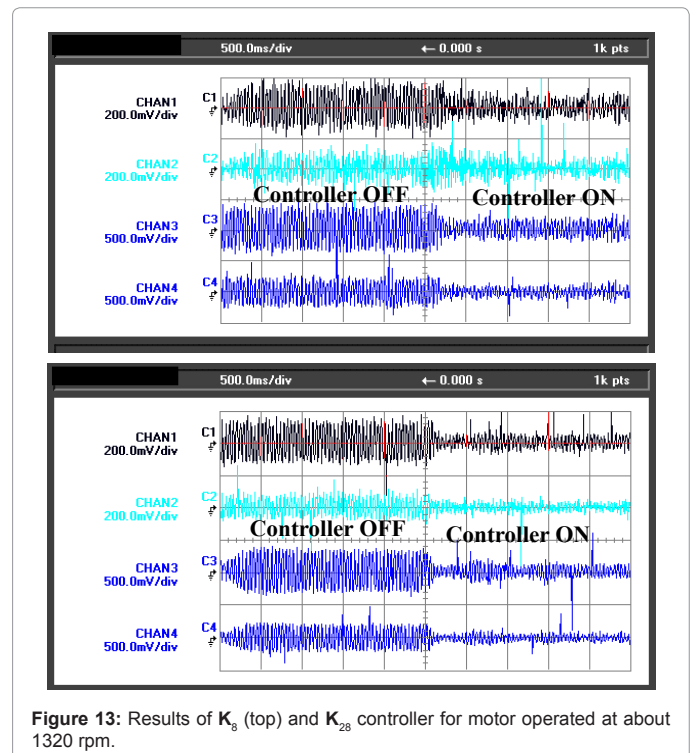 500.0ms/div ← 0.000 s 1k pts
CHAN1 C1
200.0mV/div
CHAN2 C2
200.0mV/div
Controller OFF Controller ON
CHAN3 C3
500.0mV/div
CHAN4 C4
500.0mV/div
500.0ms/div ← 0.000 s 1k pts
CHAN1 C1
200.0mV/div
CHAN2 C2
200.0mV/div
Controller OFF Controller ON
CHAN3 C3
500.0mV/div
CHAN4 C4
500.0mV/div
Figure 13: Results of K₈ (top) and K₂₈ controller for motor operated at about
1320 rpm.